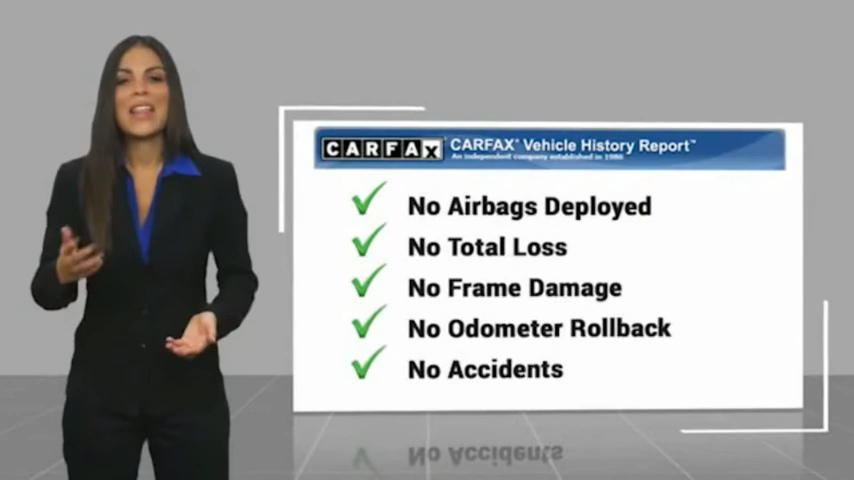 CARFAX CARFAX® Vehicle History Report™
An independent company established in 1986
No Airbags Deployed
No Total Loss
No Frame Damage
No Odometer Rollback
No Accidents
No Accidents